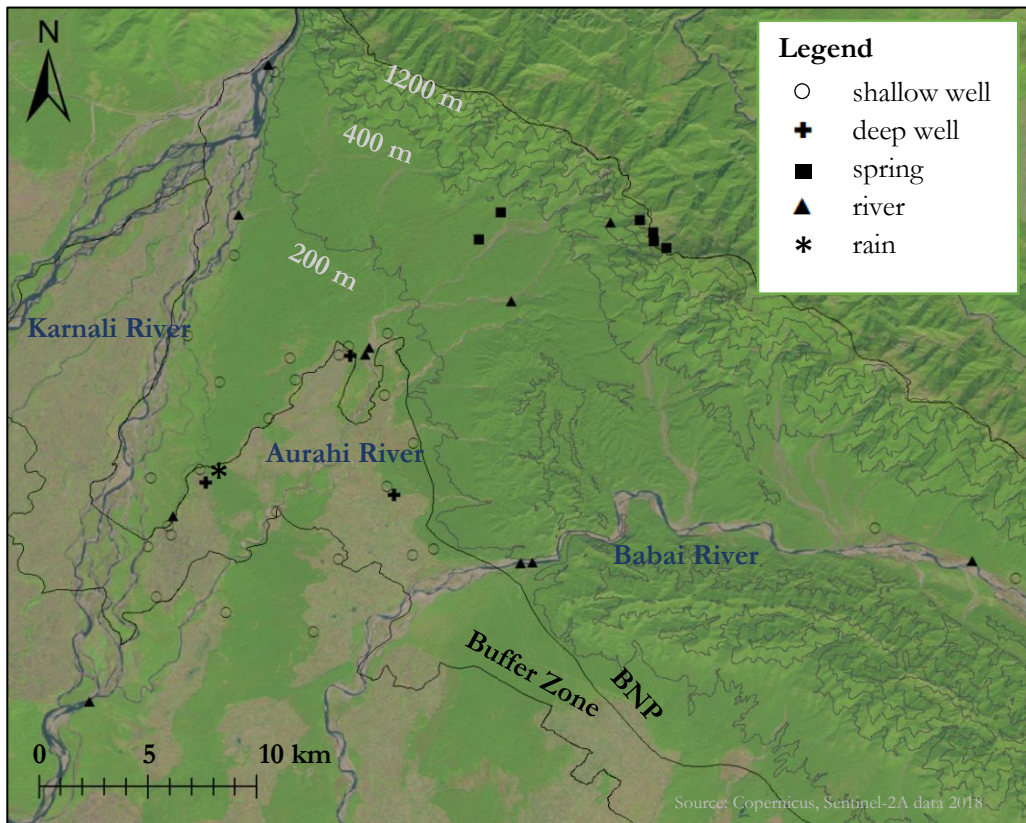 N
1200 m
400 m
200 m
Karnali River
Aurahi River
Babai River
Buffer Zone
BNP
0 5 10 km
Legend
shallow well
deep well
spring
river
rain
Source: Copernicus, Sentinel-2A data 2018